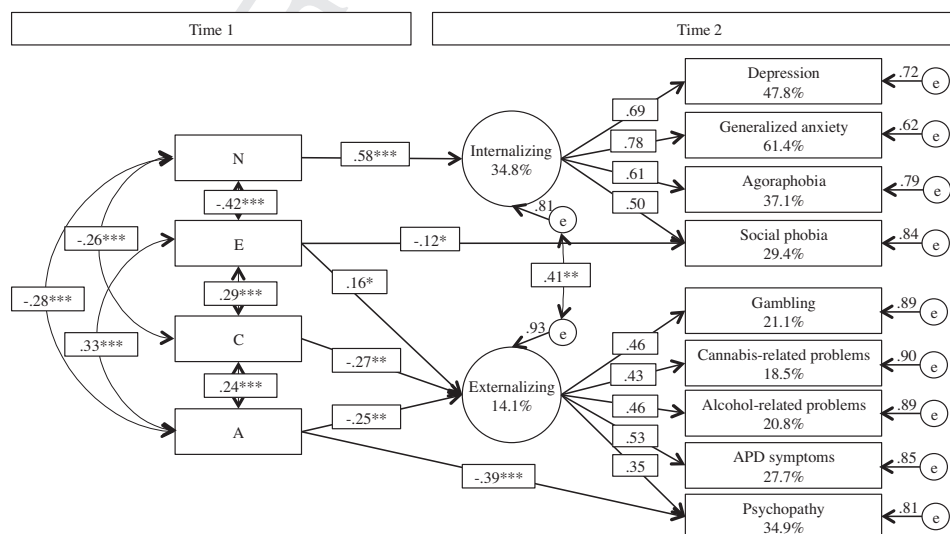 Time 1
Time 2
N
E
C
A
-.42***
.29***
.24***
-.26***
-.28***
.33***
.58***
-.12*
.16*
-.27**
-.25**
-.39***
Internalizing
34.8%
.81
e
.41**
.93
e
Externalizing
14.1%
.69
.78
.61
.50
.46
.43
.46
.53
.35
Depression
47.8%
.72
e
Generalized anxiety
61.4%
.62
e
Agoraphobia
37.1%
.79
e
Social phobia
29.4%
.84
e
Gambling
21.1%
.89
e
Cannabis-related problems
18.5%
.90
e
Alcohol-related problems
20.8%
.89
e
APD symptoms
27.7%
.85
e
Psychopathy
34.9%
.81
e